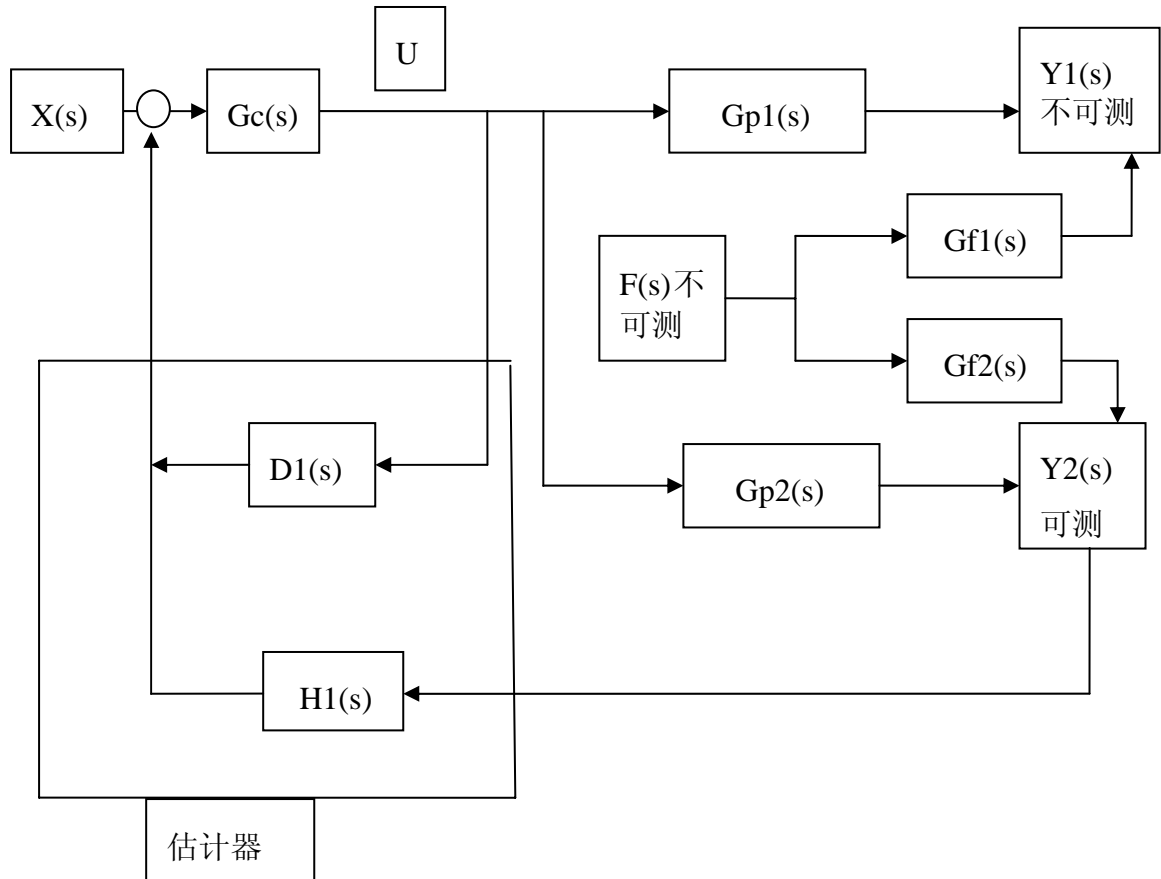 U
X(s)
Gc(s)
Gp1(s)
Y1(s)
不可测
Gf1(s)
F(s)不
可测
Gf2(s)
D1(s)
Gp2(s)
Y2(s)
可测
H1(s)
估计器